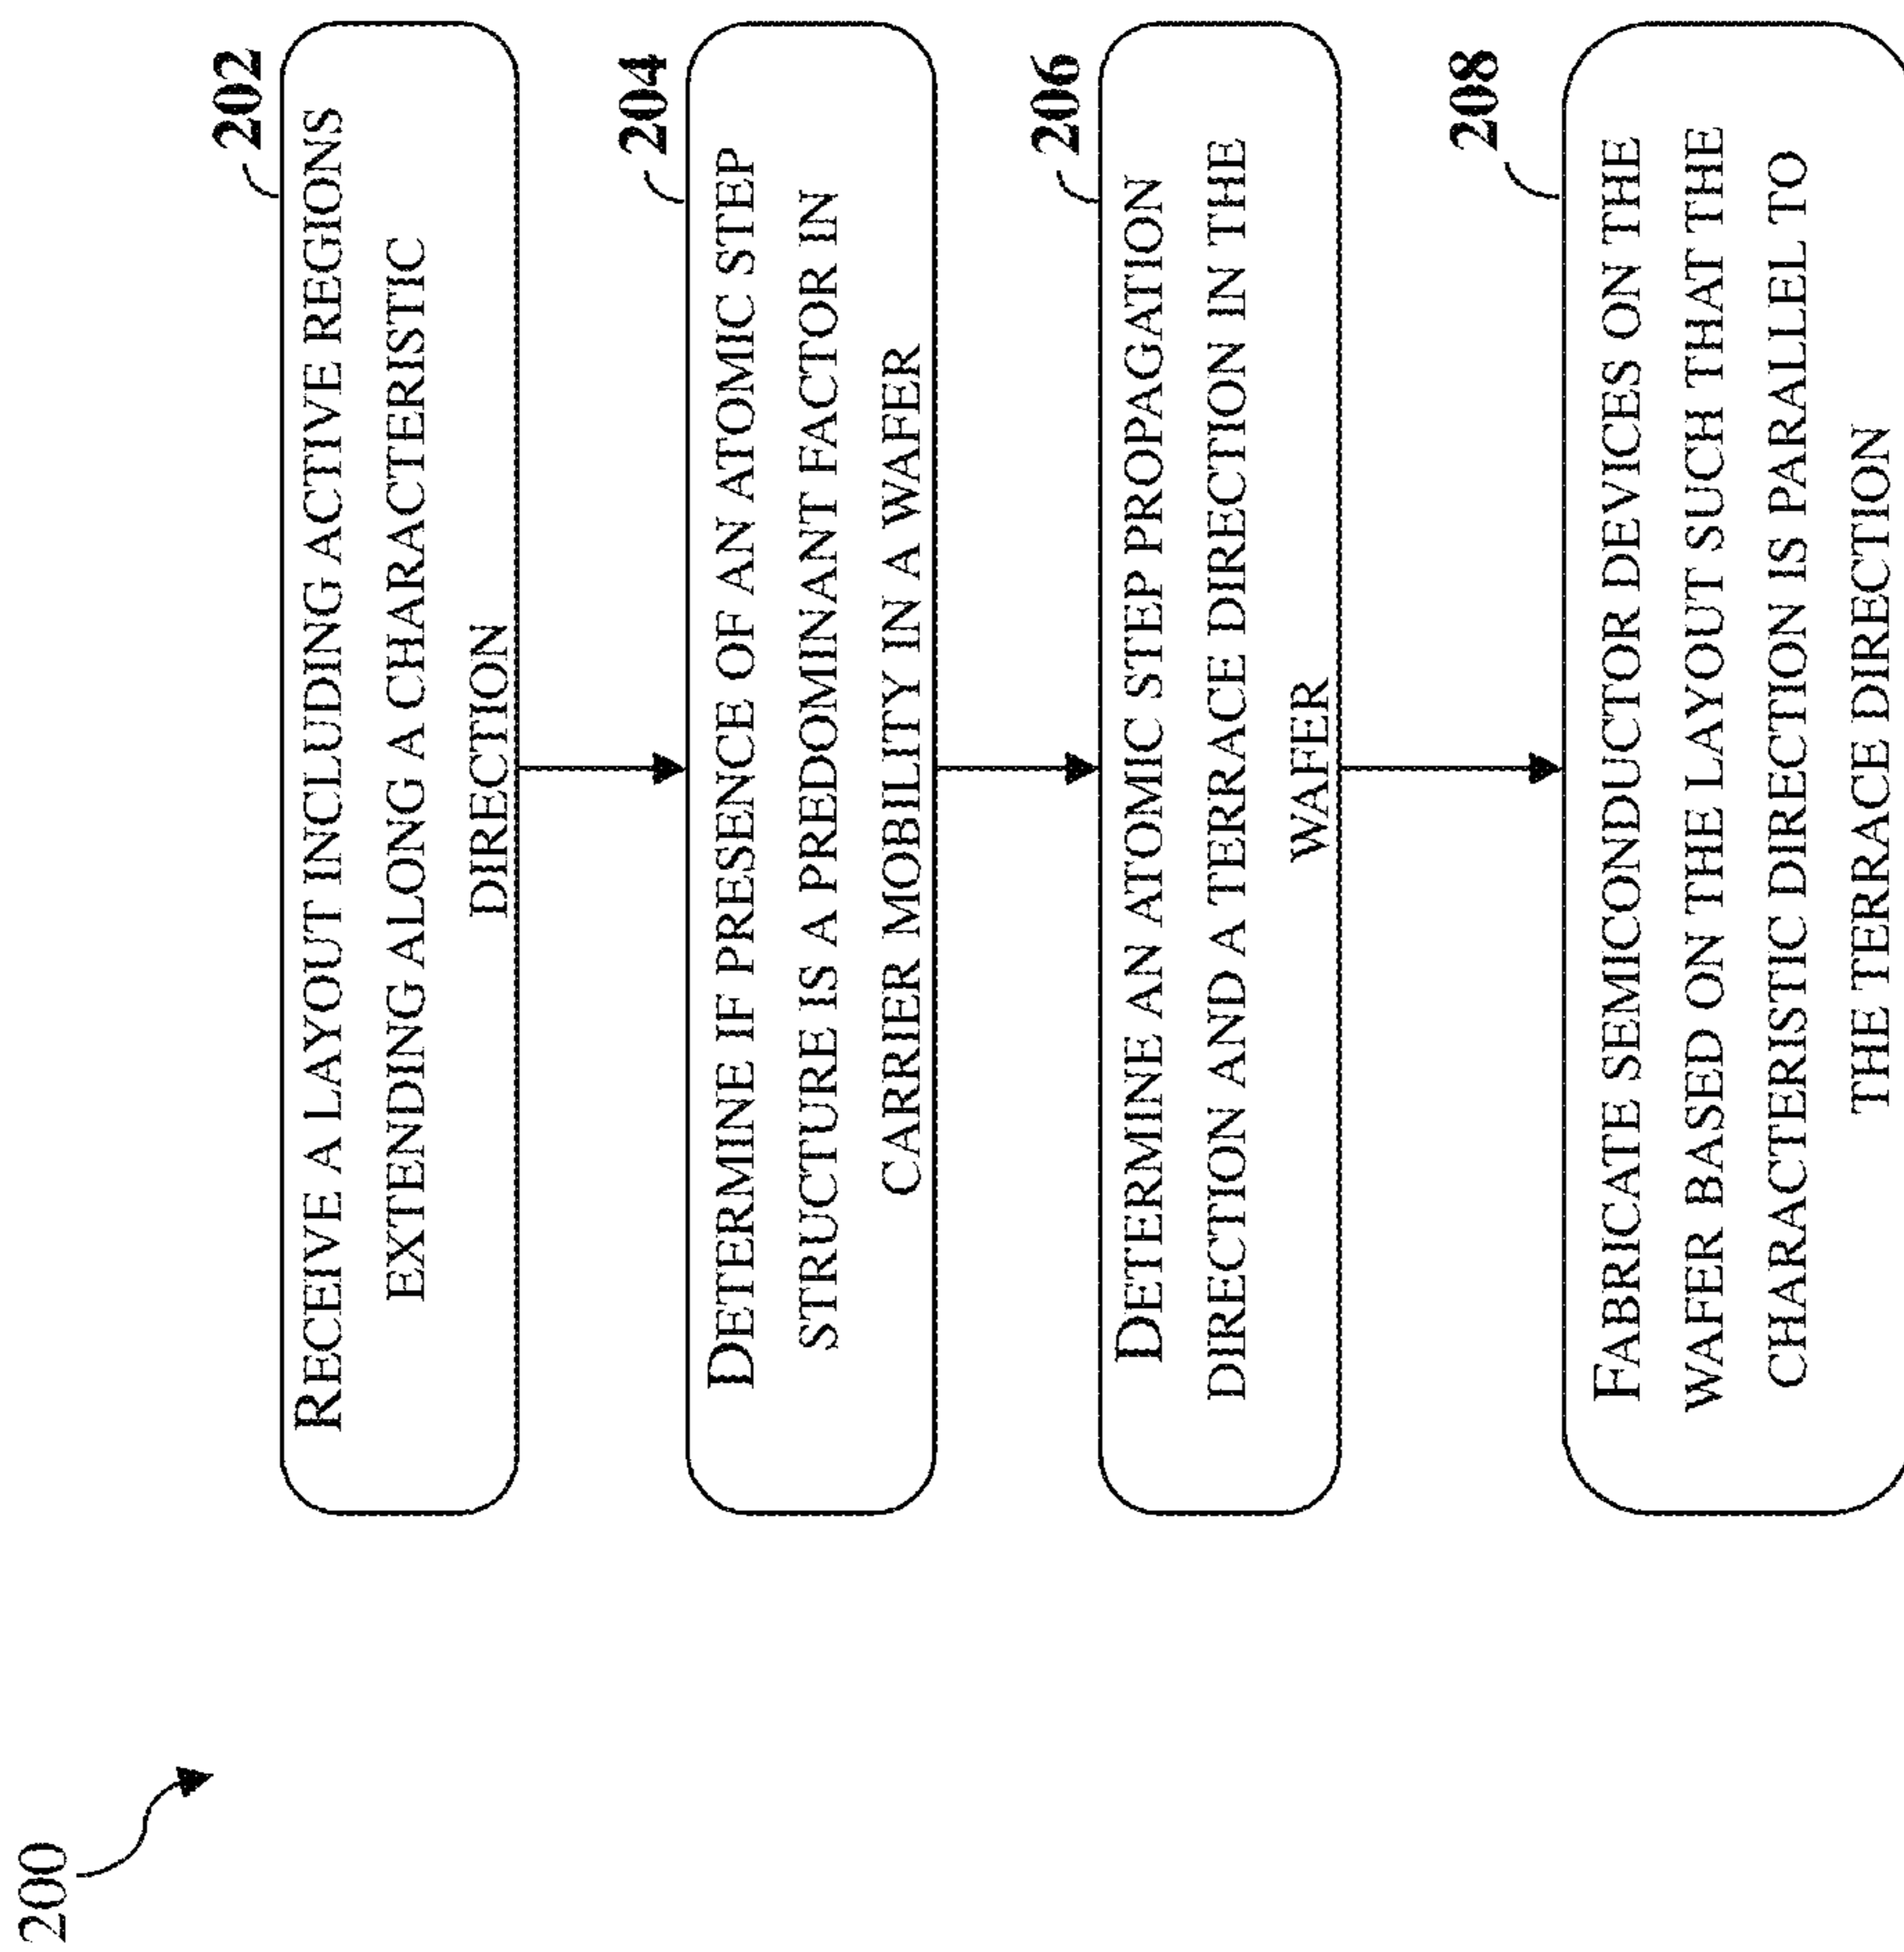 200
202
RECEIVE A LAYOUT INCLUDING ACTIVE REGIONS
EXTENDING ALONG A CHARACTERISTIC
DIRECTION
204
DETERMINE IF PRESENCE OF AN ATOMIC STEP
STRUCTURE IS A PREDOMINANT FACTOR IN
CARRIER MOBILITY IN A WAFER
206
DETERMINE AN ATOMIC STEP PROPAGATION
DIRECTION AND A TERRACE DIRECTION IN THE
WAFER
208
FABRICATE SEMICONDUCTOR DEVICES ON THE
WAFER BASED ON THE LAYOUT SUCH THAT THE
CHARACTERISTIC DIRECTION IS PARALLEL TO
THE TERRACE DIRECTION